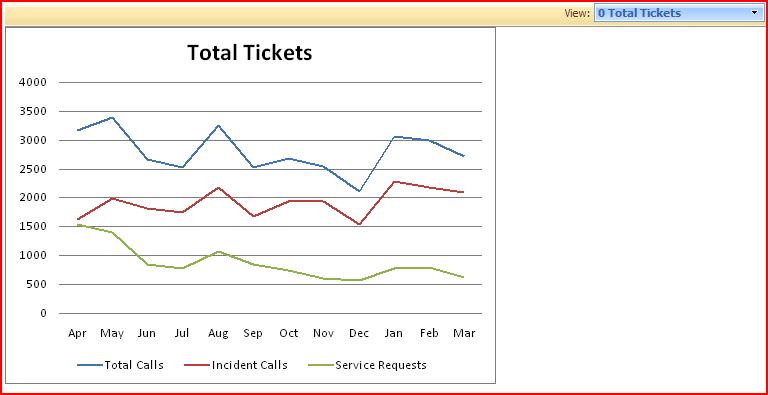 View: 0 Total Tickets
Total Tickets
4000
3500
3000
2500
2000
1500
1000
500
0
Apr May Jun Jul Aug Sep Oct Nov Dec Jan Feb Mar
Total Calls Incident Calls Service Requests